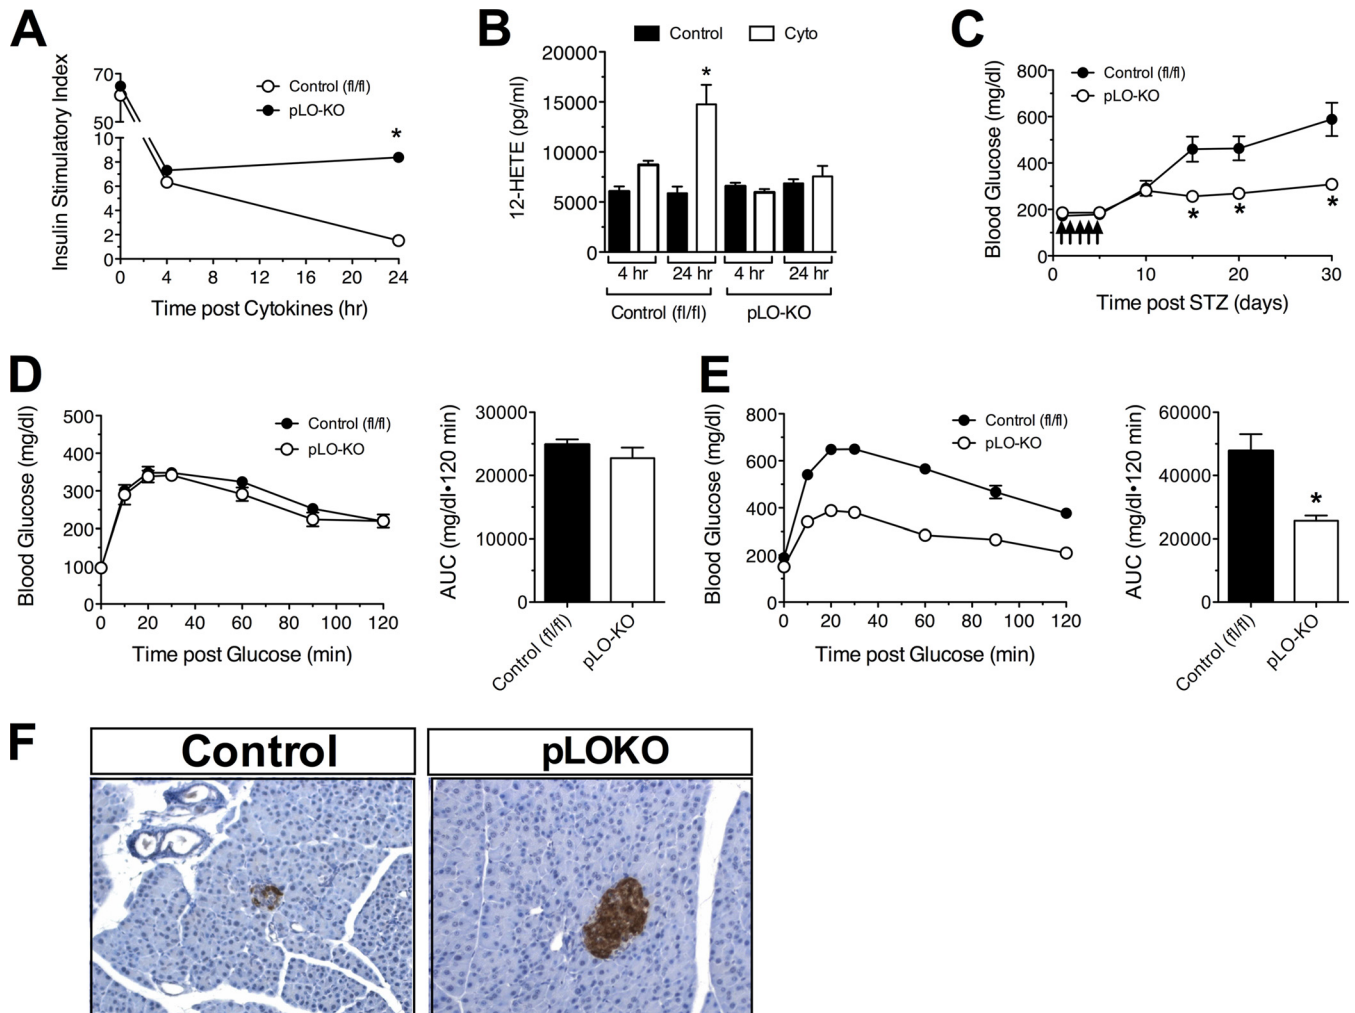 A
Insulin Stimulatory Index
70
50
10
8
6
4
2
0
Control (fl/fl)
pLO-KO
*
0 4 8 12 16 20 24
Time post Cytokines (hr)
B
Control Cyto
12-HETE (pg/ml)
20000
15000
10000
5000
0
*
4 hr 24 hr 4 hr 24 hr
Control (fl/fl) pLO-KO
C
Blood Glucose (mg/dl)
800
600
400
200
0
Control (fl/fl)
pLO-KO
* * *
0 10 20 30
Time post STZ (days)
D
Blood Glucose (mg/dl)
500
400
300
200
100
0
Control (fl/fl)
pLO-KO
0 20 40 60 80 100 120
Time post Glucose (min)
AUC (mg/dl•120 min)
30000
20000
10000
0
Control (fl/fl)
pLO-KO
E
Blood Glucose (mg/dl)
800
600
400
200
0
Control (fl/fl)
pLO-KO
0 20 40 60 80 100 120
Time post Glucose (min)
AUC (mg/dl•120 min)
60000
40000
20000
0
*
Control (fl/fl)
pLO-KO
F
Control
pLOKO